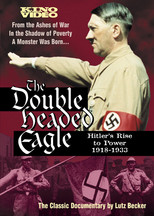 KINO
VIDEO
From the Ashes of War
In the Shadow of Poverty
A Monster Was Born...
The
Double
Headed
Eagle
Hitler's Rise
to Power
1918-1933
The Classic Documentary by Lutz Becker